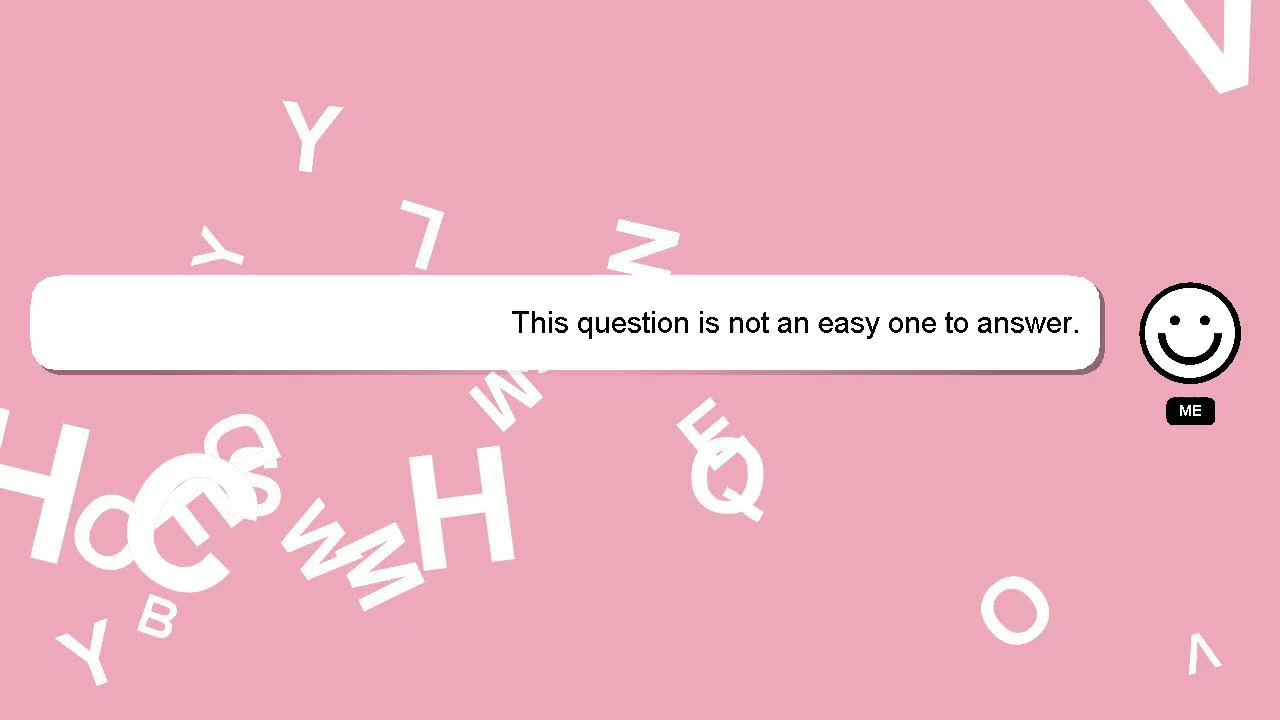 V
Y
L
Y
N
This question is not an easy one to answer.
ME
W
E
Q
H
C
S
H
O
C
W
M
O
B
Y
V